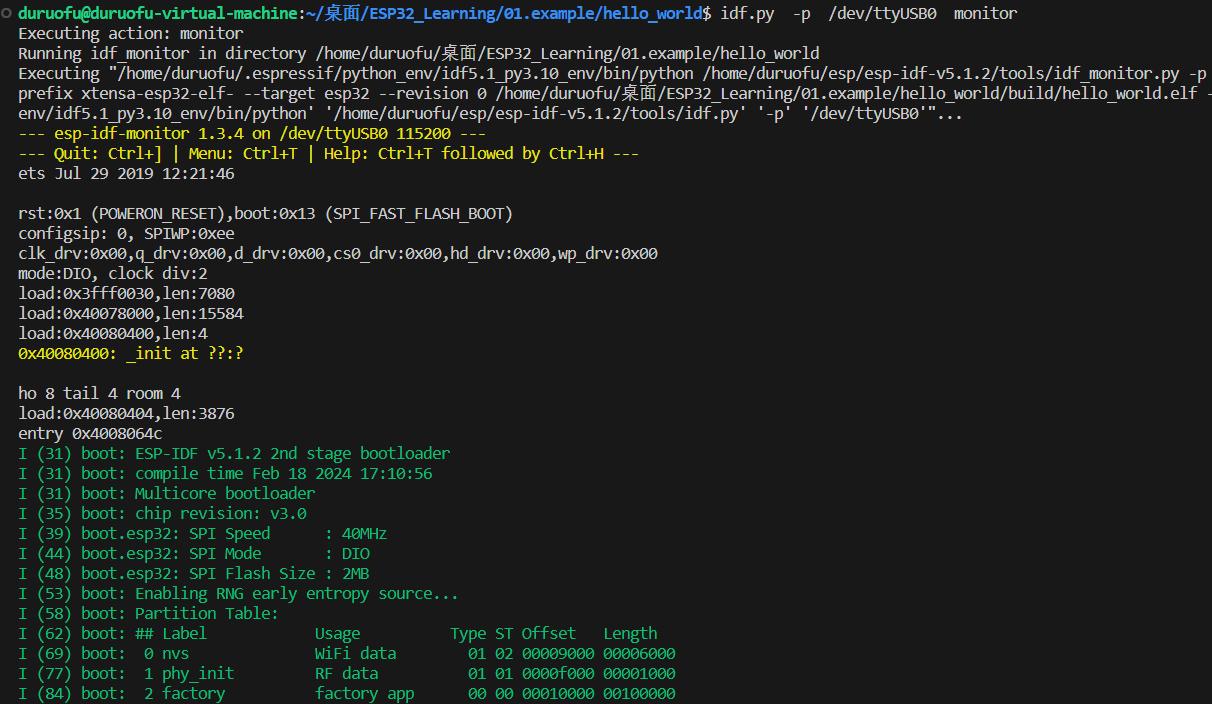 duruofu@duruofu-virtual-machine:~/桌面/ESP32_Learning/01.example/hello_world$ idf.py  -p  /dev/ttyUSB0  monitor
Executing action: monitor
Running idf_monitor in directory /home/duruofu/桌面/ESP32_Learning/01.example/hello_world
Executing "/home/duruofu/.espressif/python_env/idf5.1_py3.10_env/bin/python /home/duruofu/esp/esp-idf-v5.1.2/tools/idf_monitor.py -p
prefix xtensa-esp32-elf- --target esp32 --revision 0 /home/duruofu/桌面/ESP32_Learning/01.example/hello_world/build/hello_world.elf -
env/idf5.1_py3.10_env/bin/python' '/home/duruofu/esp/esp-idf-v5.1.2/tools/idf.py' '-p' '/dev/ttyUSB0'"...
--- esp-idf-monitor 1.3.4 on /dev/ttyUSB0 115200 ---
--- Quit: Ctrl+] | Menu: Ctrl+T | Help: Ctrl+T followed by Ctrl+H ---
ets Jul 29 2019 12:21:46

rst:0x1 (POWERON_RESET),boot:0x13 (SPI_FAST_FLASH_BOOT)
configsip: 0, SPIWP:0xee
clk_drv:0x00,q_drv:0x00,d_drv:0x00,cs0_drv:0x00,hd_drv:0x00,wp_drv:0x00
mode:DIO, clock div:2
load:0x3fff0030,len:7080
load:0x40078000,len:15584
load:0x40080400,len:4
0x40080400: _init at ??:?

ho 8 tail 4 room 4
load:0x40080404,len:3876
entry 0x4008064c
I (31) boot: ESP-IDF v5.1.2 2nd stage bootloader
I (31) boot: compile time Feb 18 2024 17:10:56
I (31) boot: Multicore bootloader
I (35) boot: chip revision: v3.0
I (39) boot.esp32: SPI Speed      : 40MHz
I (44) boot.esp32: SPI Mode       : DIO
I (48) boot.esp32: SPI Flash Size : 2MB
I (53) boot: Enabling RNG early entropy source...
I (58) boot: Partition Table:
I (62) boot: ## Label            Usage          Type ST Offset   Length
I (69) boot:  0 nvs              WiFi data        01 02 00009000 00006000
I (77) boot:  1 phy_init         RF data          01 01 0000f000 00001000
I (84) boot:  2 factory          factory app      00 00 00010000 00100000